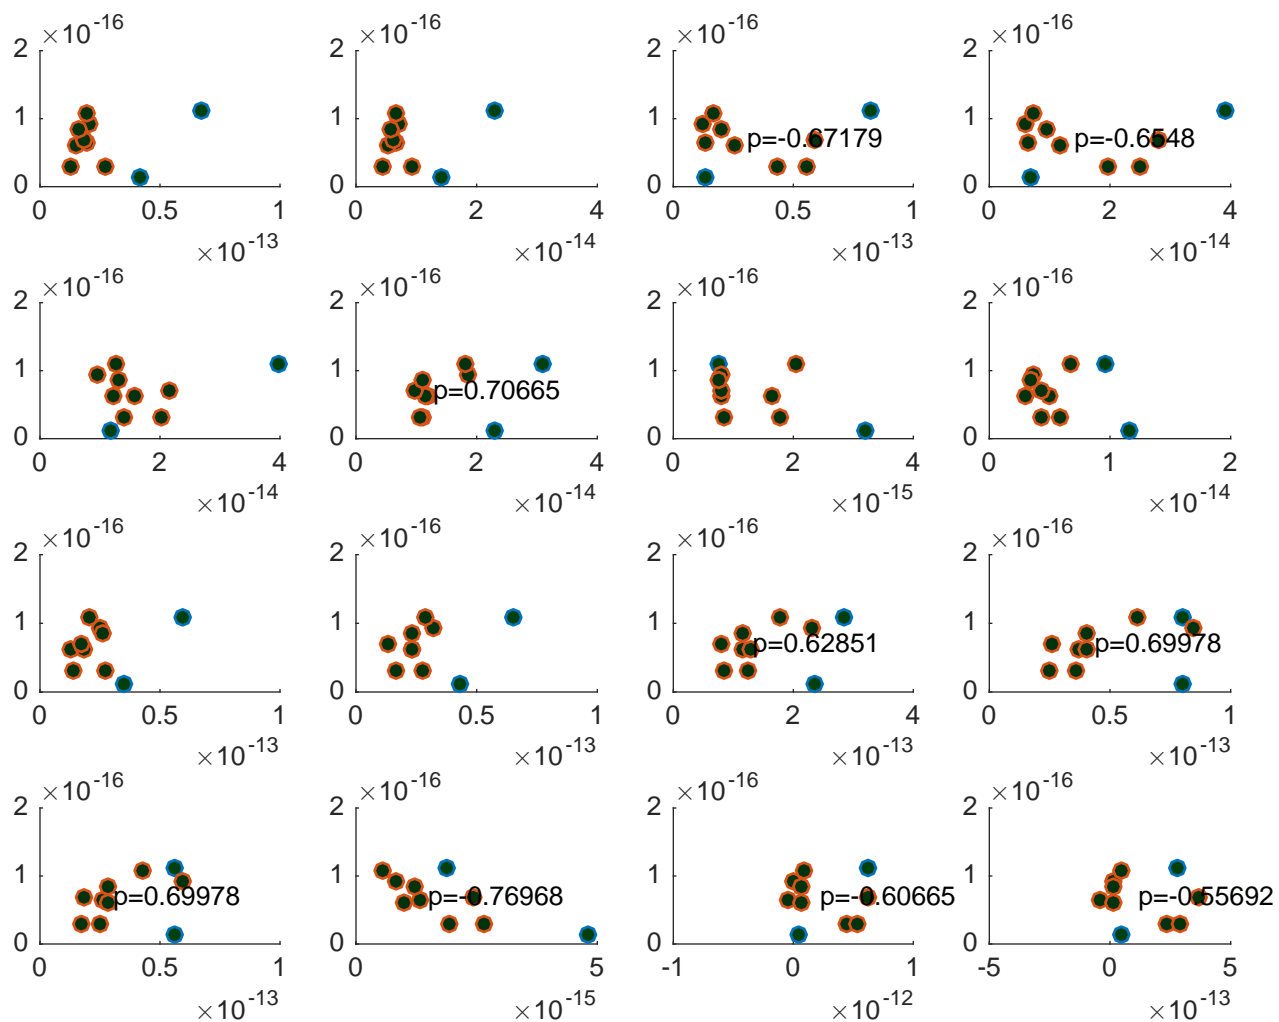 ×10-16 ×10-16 ×10-16 ×10-16
2 2 2 2
1 1 1 p=-0.67179 1 p=-0.6548
0 0 0 0
0 0.5 1 0 2 4 0 0.5 1 0 2 4
×10-13 ×10-14 ×10-13 ×10-14
×10-16 ×10-16 ×10-16 ×10-16
2 2 2 2
1 1 p=0.70665 1 1
0 0 0 0
0 2 4 0 2 4 0 2 4 0 1 2
×10-14 ×10-14 ×10-15 ×10-14
×10-16 ×10-16 ×10-16 ×10-16
2 2 2 2
1 1 1 p=0.62851 1 p=0.69978
0 0 0 0
0 0.5 1 0 0.5 1 0 2 4 0 0.5 1
×10-13 ×10-13 ×10-13 ×10-13
×10-16 ×10-16 ×10-16 ×10-16
2 2 2 2
1 p=0.69978 1 p=-0.76968 1 p=-0.60665 1 p=-0.55692
0 0 0 0
0 0.5 1 0 5 -1 0 1 -5 0 5
×10-13 ×10-15 ×10-12 ×10-13